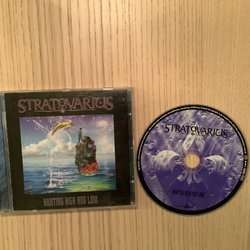 STRATOVARIUS
HUNTING HIGH AND LOW
STRATOVARIUS
HUNTING HIGH AND LOW